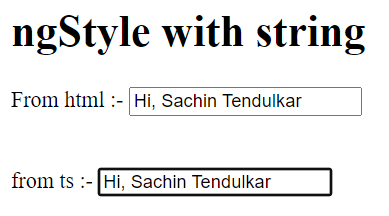 ngStyle with string
From html :- Hi, Sachin Tendulkar
from ts :- Hi, Sachin Tendulkar